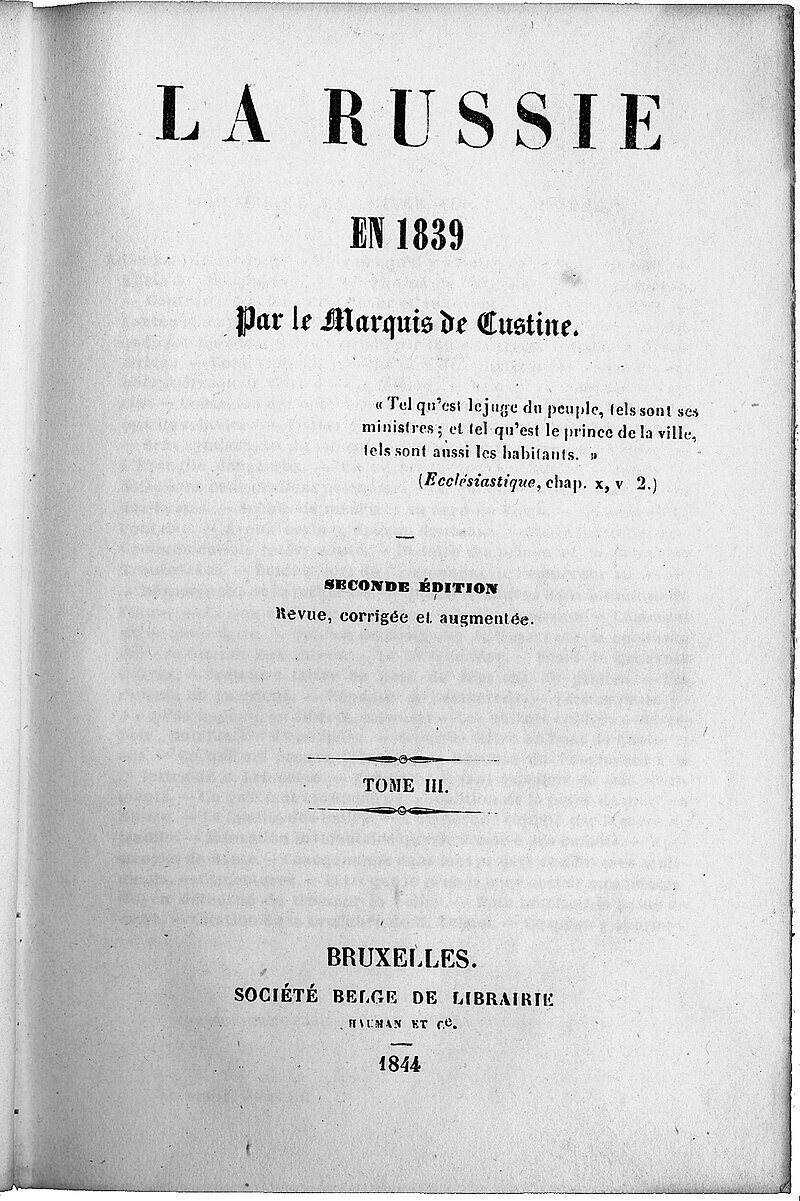 LA RUSSIE
EN 1839
Par le Marquis de Custine.
« Tel qu'est le juge du peuple, tels sont ses
ministres; et tel qu'est le prince de la ville,
tels sont aussi les habitants. »
(Ecclésiastique, chap. x, v 2.)
SECONDE ÉDITION
Revue, corrigée et augmentée.
TOME III.
BRUXELLES.
SOCIÉTÉ BELGE DE LIBRAIRIE
HAUMAN ET Ce.
1844